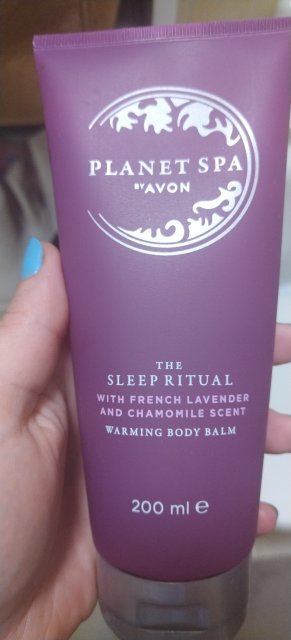 PLANET SPA
BY AVON
THE
SLEEP RITUAL
WITH FRENCH LAVENDER
AND CHAMOMILE SCENT
WARMING BODY BALM
200 ml ℮